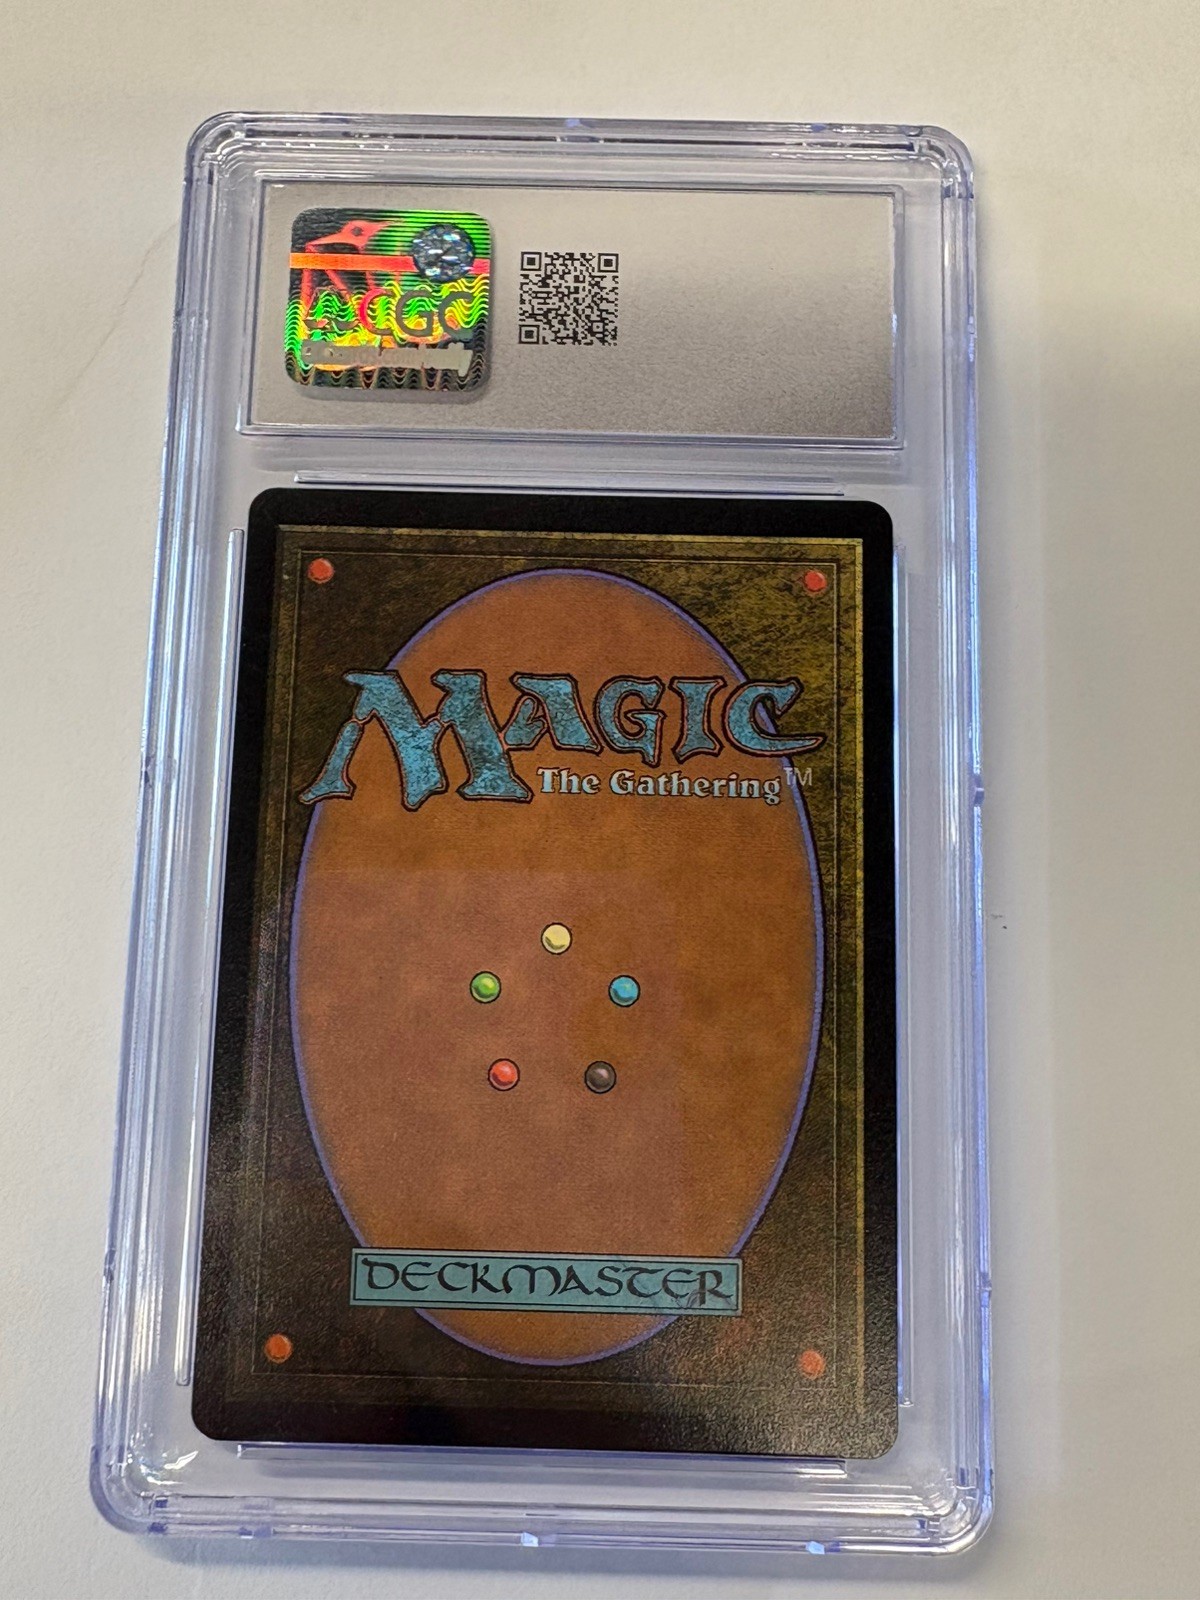 CGC
MAGIC
The Gathering™
DECKMASTER